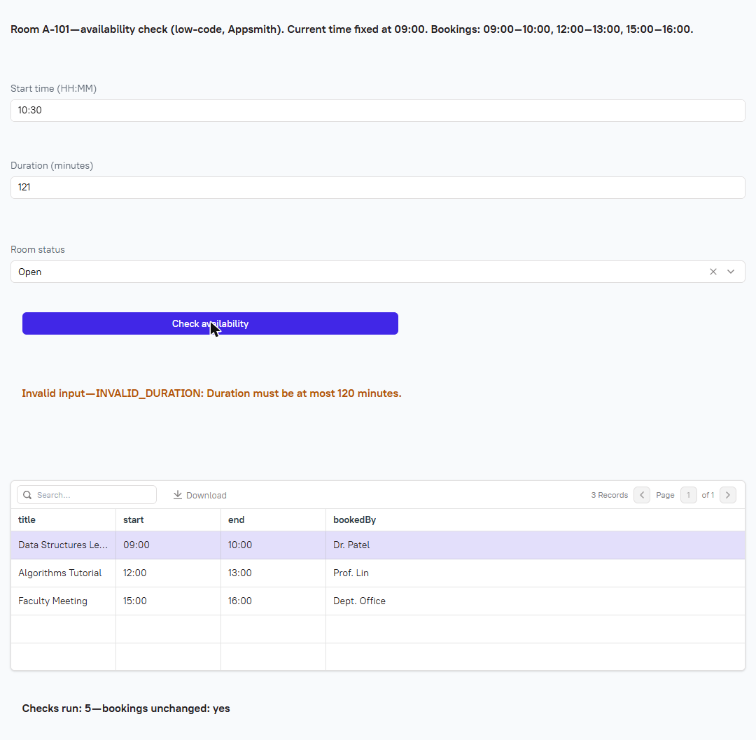 Room A-101—availability check (low-code, Appsmith). Current time fixed at 09:00. Bookings: 09:00–10:00, 12:00–13:00, 15:00–16:00.
Start time (HH:MM)
10:30
Duration (minutes)
121
Room status
Open
Check availability
Invalid input—INVALID_DURATION: Duration must be at most 120 minutes.
Search... Download 3 Records Page 1 of 1
title start end bookedBy
Data Structures Le... 09:00 10:00 Dr. Patel
Algorithms Tutorial 12:00 13:00 Prof. Lin
Faculty Meeting 15:00 16:00 Dept. Office
Checks run: 5—bookings unchanged: yes